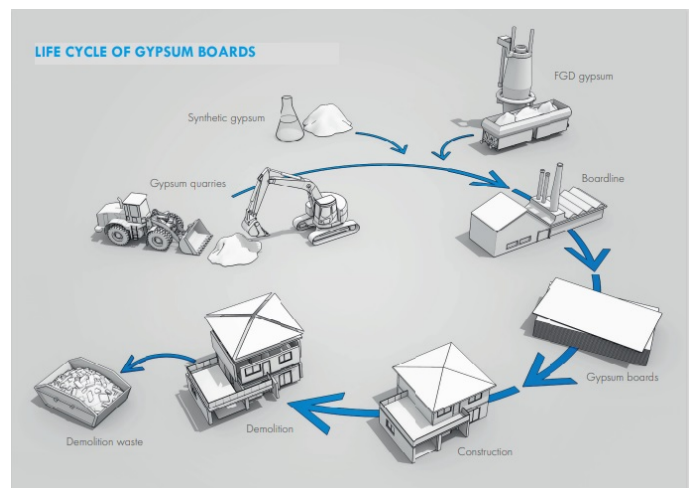 LIFE CYCLE OF GYPSUM BOARDS
FGD gypsum
Synthetic gypsum
Gypsum quarries
Boardline
Gypsum boards
Demolition
Demolition waste
Construction